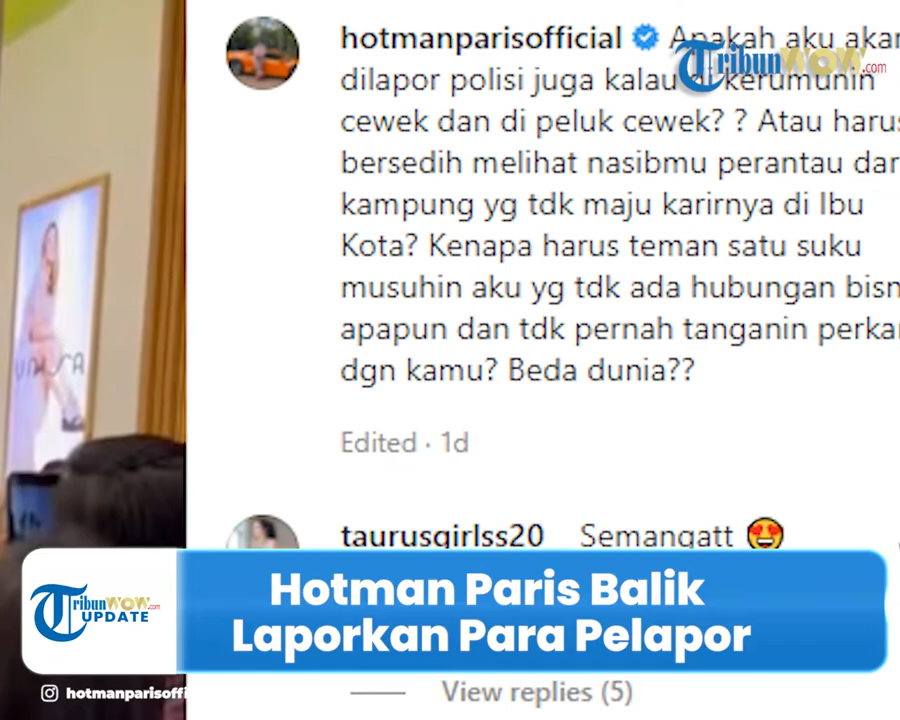 hotmanparisofficial Apakah aku akan
dilapor polisi juga kalau di kerumunin
cewek dan di peluk cewek? ? Atau harus
bersedih melihat nasibmu perantau dar
kampung yg tdk maju karirnya di Ibu
Kota? Kenapa harus teman satu suku
musuhin aku yg tdk ada hubungan bisn
apapun dan tdk pernah tanganin perkar
dgn kamu? Beda dunia??
TribunWOW.com
Edited · 1d
taurusgirlss20 Semangatt 😍
TribunWOW.com
UPDATE
Hotman Paris Balik
Laporkan Para Pelapor
hotmanparisoffi
View replies (5)